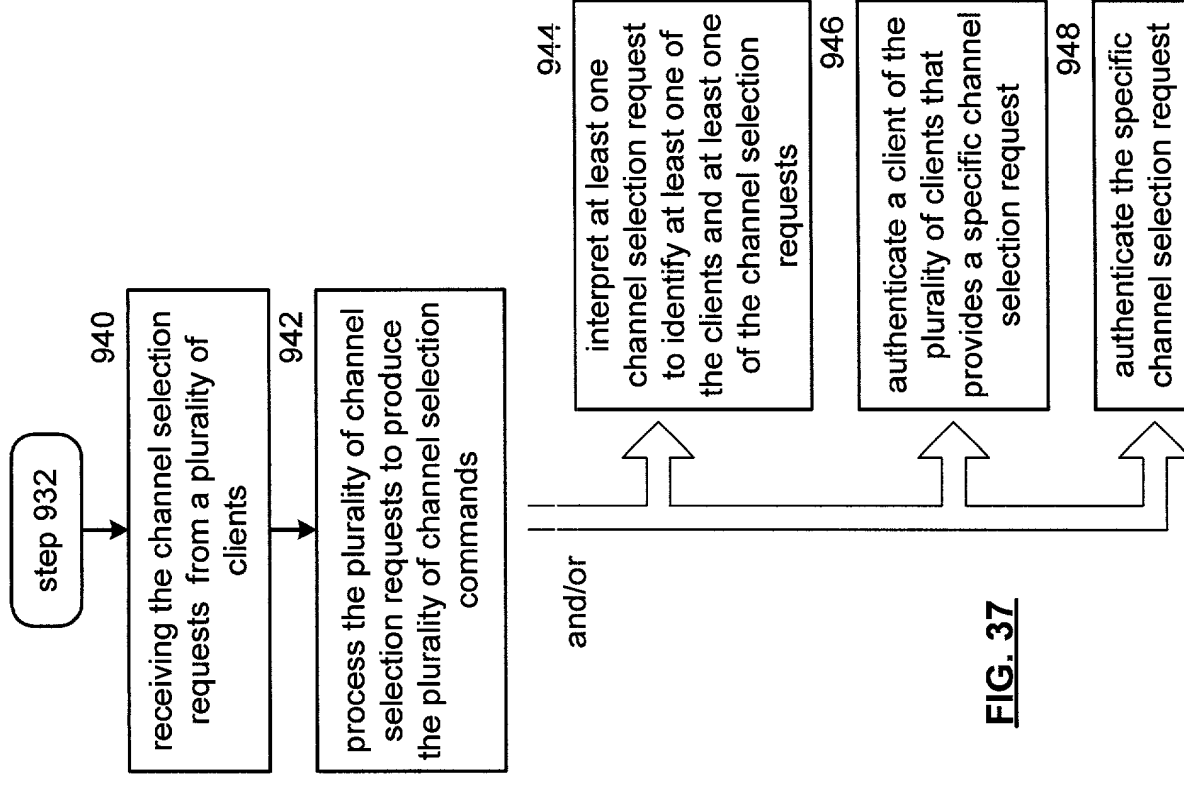 step 932
940
receiving the channel selection
requests from a plurality of
clients
942
process the plurality of channel
selection requests to produce
the plurality of channel selection
commands
and/or
944
interpret at least one
channel selection request
to identify at least one of
the clients and at least one
of the channel selection
requests
946
authenticate a client of the
plurality of clients that
provides a specific channel
selection request
948
authenticate the specific
channel selection request
FIG. 37